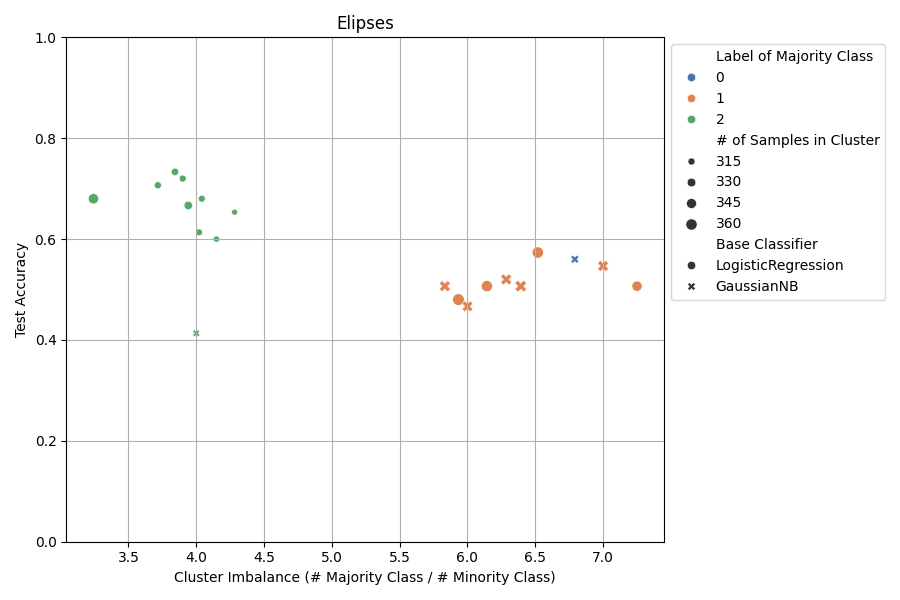 Elipses
1.0
0.8
0.6
0.4
0.2
0.0
Test Accuracy
3.5 4.0 4.5 5.0 5.5 6.0 6.5 7.0
Cluster Imbalance (# Majority Class / # Minority Class)
Label of Majority Class
0
1
2
# of Samples in Cluster
315
330
345
360
Base Classifier
LogisticRegression
GaussianNB